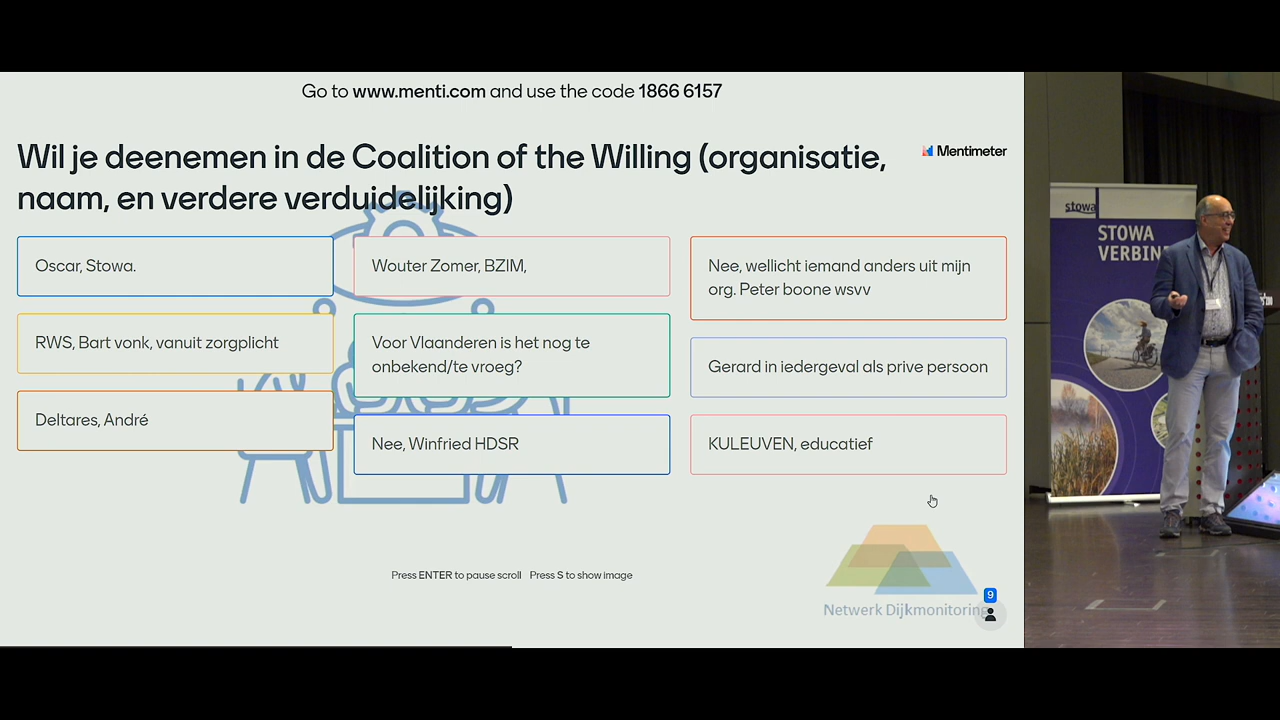 Go to www.menti.com and use the code 1866 6157
Wil je deenemen in de Coalition of the Willing (organisatie,
naam, en verdere verduidelijking)
Mentimeter
Oscar, Stowa.
RWS, Bart vonk, vanuit zorgplicht
Deltares, André
Wouter Zomer, BZIM,
Voor Vlaanderen is het nog te
onbekend/te vroeg?
Nee, Winfried HDSR
Nee, wellicht iemand anders uit mijn
org. Peter boone wsvv
Gerard in iedergeval als prive persoon
KULEUVEN, educatief
Press ENTER to pause scroll Press S to show image
Netwerk Dijkmonitoring
9
stowa
STOWA
VERBIN